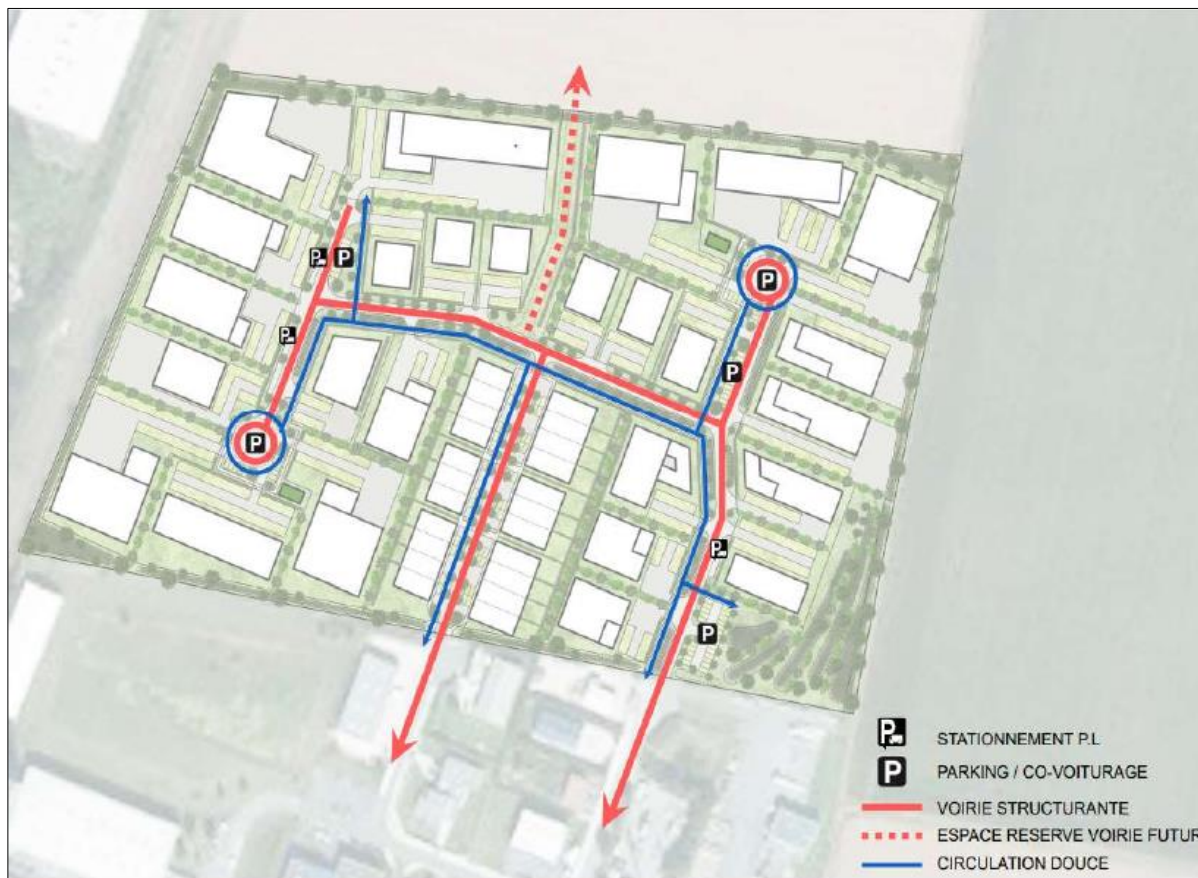 P
P
P
P
P
P
P
P
P STATIONNEMENT P.L
P PARKING / CO-VOITURAGE
VOIRIE STRUCTURANTE
ESPACE RESERVE VOIRIE FUTUR
CIRCULATION DOUCE